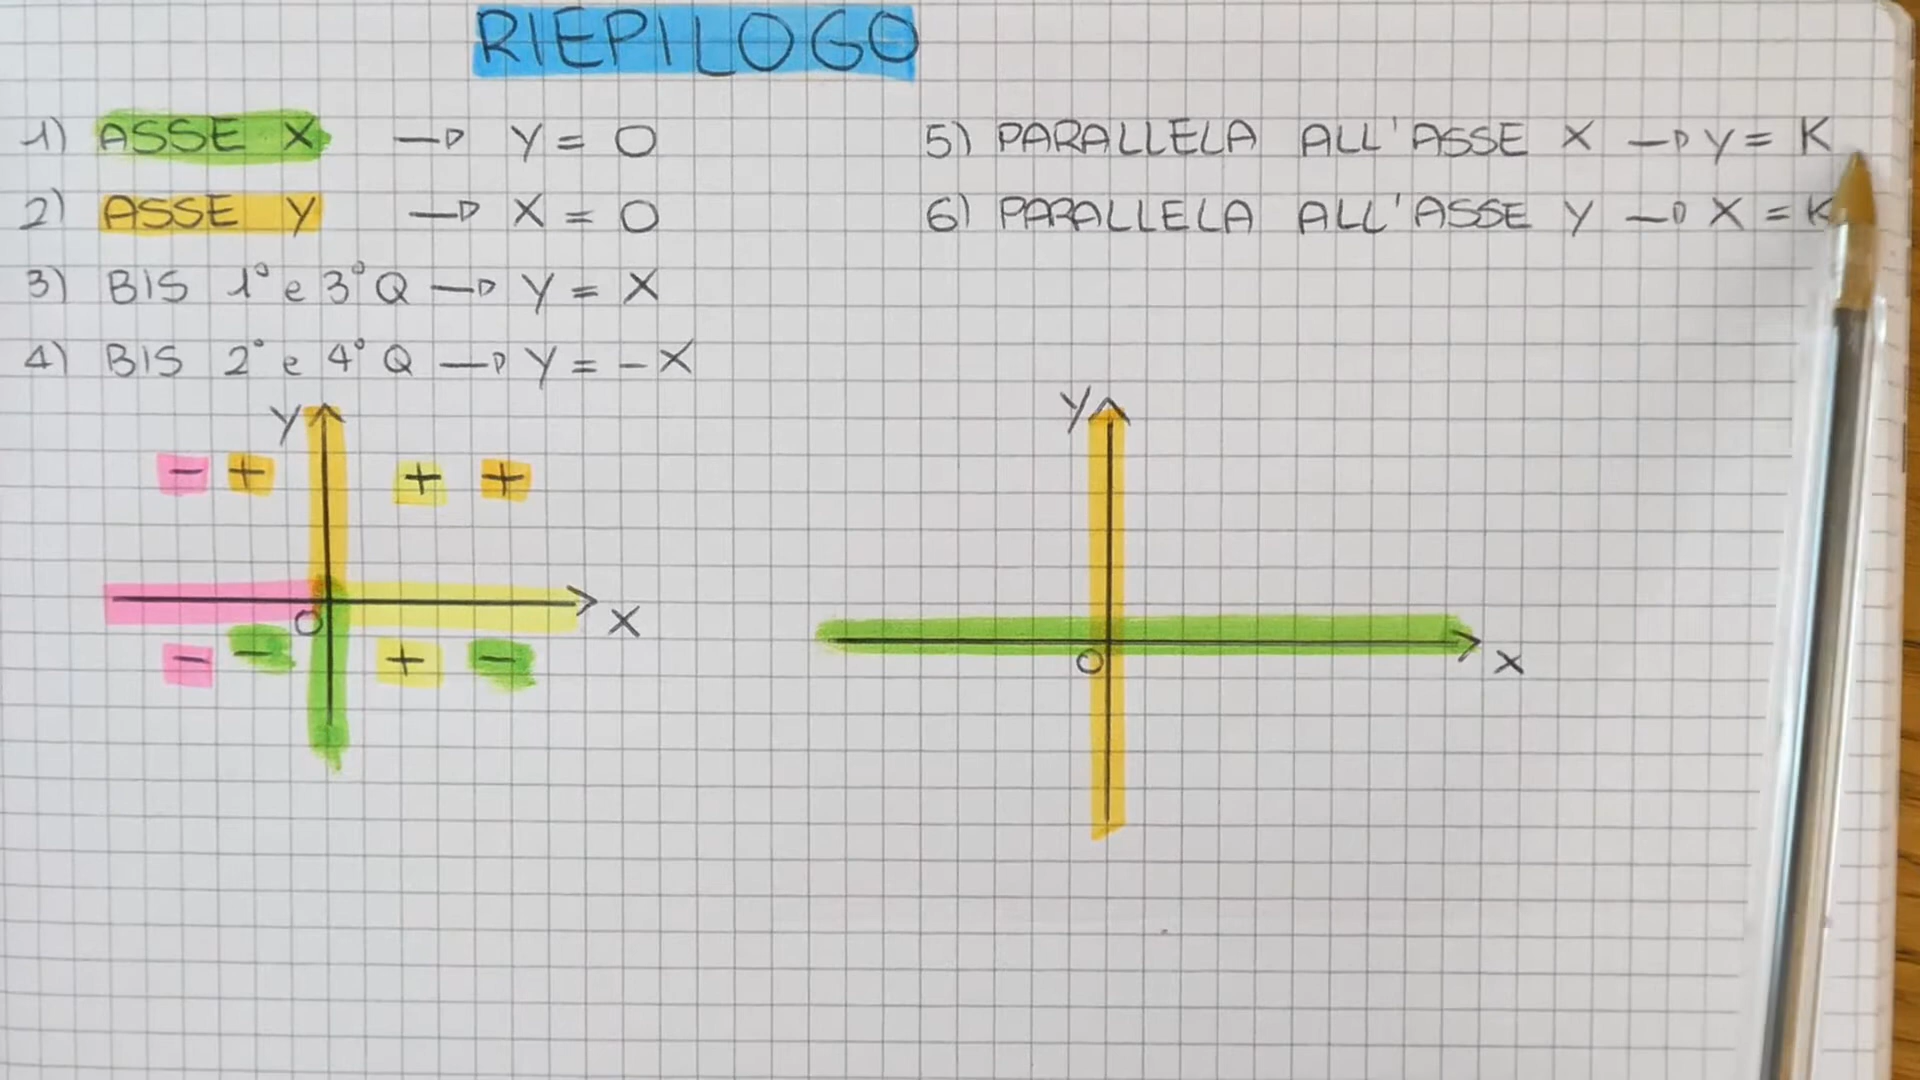 RIEPILOGO
1) ASSE X → Y = 0
2) ASSE Y → X = 0
3) BIS 1° e 3° Q → Y = X
4) BIS 2° e 4° Q → Y = - X
5) PARALLELA ALL'ASSE X → Y = K
6) PARALLELA ALL'ASSE Y → X = K
Y
- + + +
O X
- - + -
Y
O X